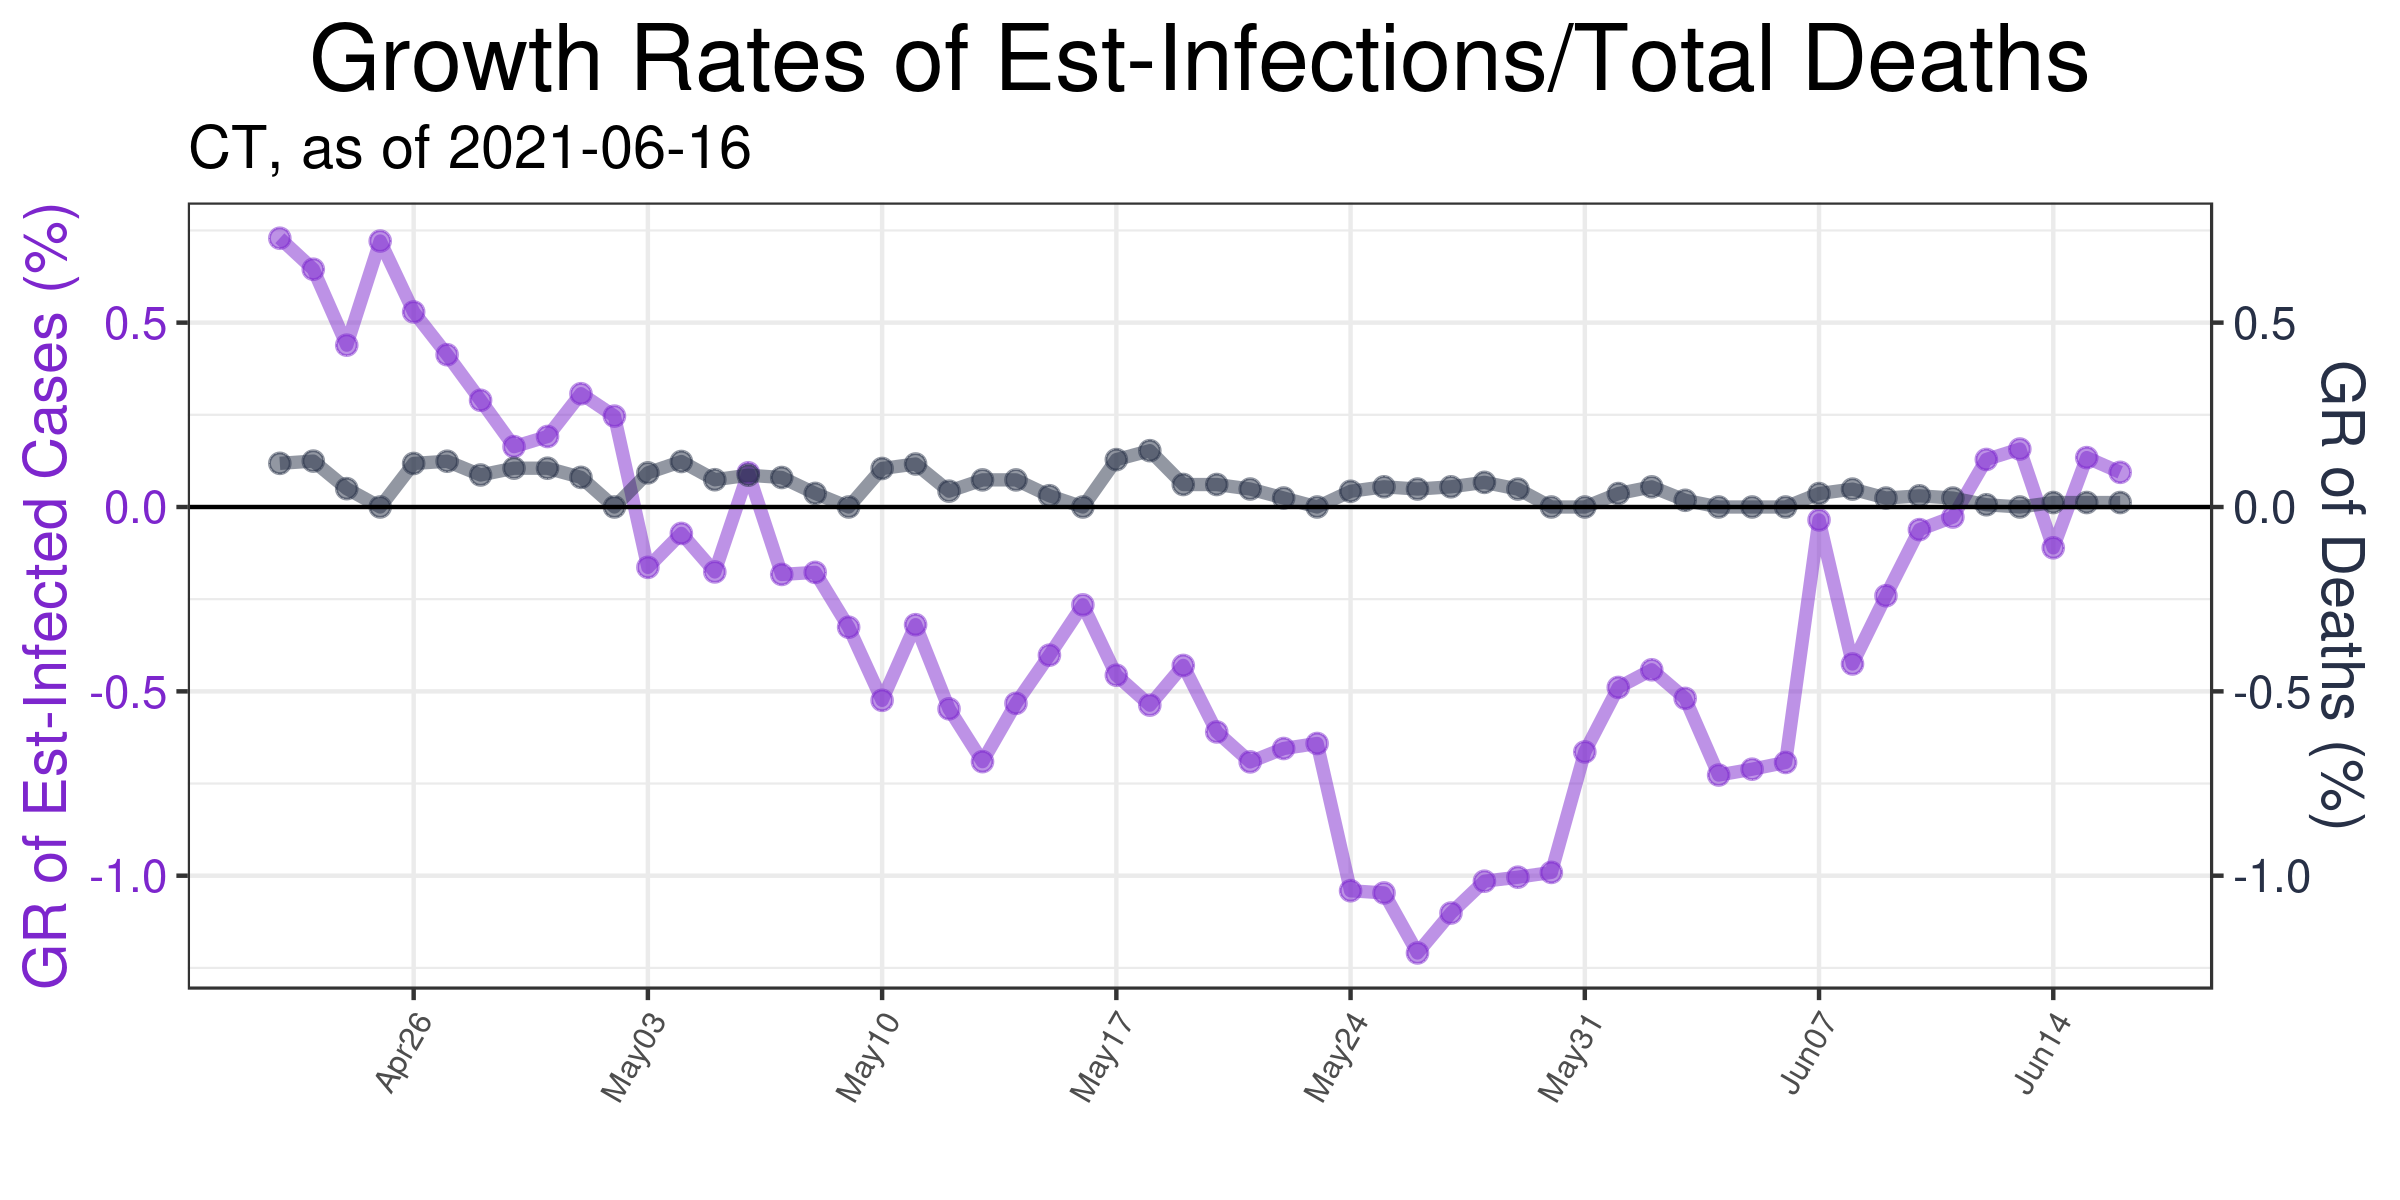 Growth Rates of Est-Infections/Total Deaths
CT, as of 2021-06-16
GR of Est-Infected Cases (%)
0.5
0.0
-0.5
-1.0
0.5
0.0
-0.5
-1.0
GR of Deaths (%)
Apr26
May03
May10
May17
May24
May31
Jun07
Jun14